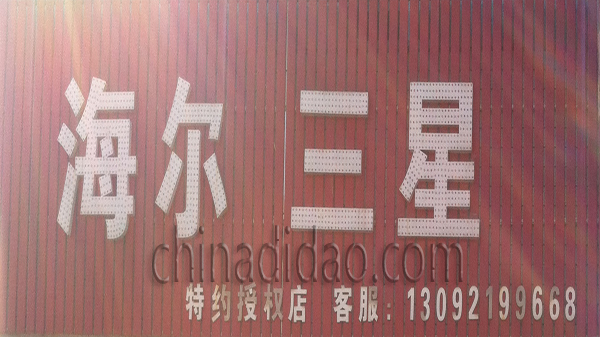 海尔 三星
chinadidao.com
特约授权店 客服：13092199668